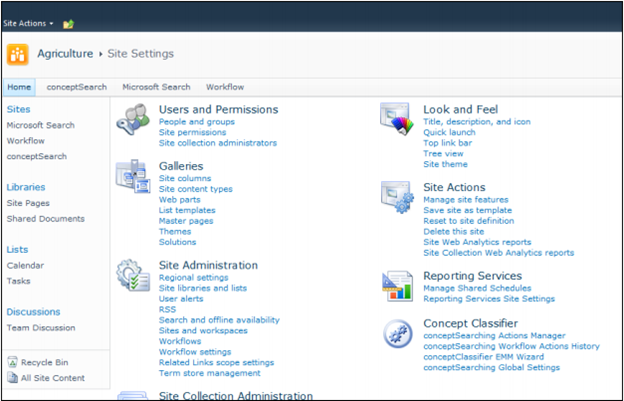 Site Actions
Agriculture ▸ Site Settings
Home conceptSearch Microsoft Search Workflow
Sites
Microsoft Search
Workflow
conceptSearch
Libraries
Site Pages
Shared Documents
Lists
Calendar
Tasks
Discussions
Team Discussion
Recycle Bin
All Site Content
Users and Permissions
People and groups
Site permissions
Site collection administrators
Galleries
Site columns
Site content types
Web parts
List templates
Master pages
Themes
Solutions
Site Administration
Regional settings
Site libraries and lists
User alerts
RSS
Search and offline availability
Sites and workspaces
Workflows
Workflow settings
Related Links scope settings
Term store management
Site Collection Administration
Look and Feel
Title, description, and icon
Quick launch
Top link bar
Tree view
Site theme
Site Actions
Manage site features
Save site as template
Reset to site definition
Delete this site
Site Web Analytics reports
Site Collection Web Analytics reports
Reporting Services
Manage Shared Schedules
Reporting Services Site Settings
Concept Classifier
conceptSearching Actions Manager
conceptSearching Workflow Actions History
conceptClassifier EMM Wizard
conceptSearching Global Settings